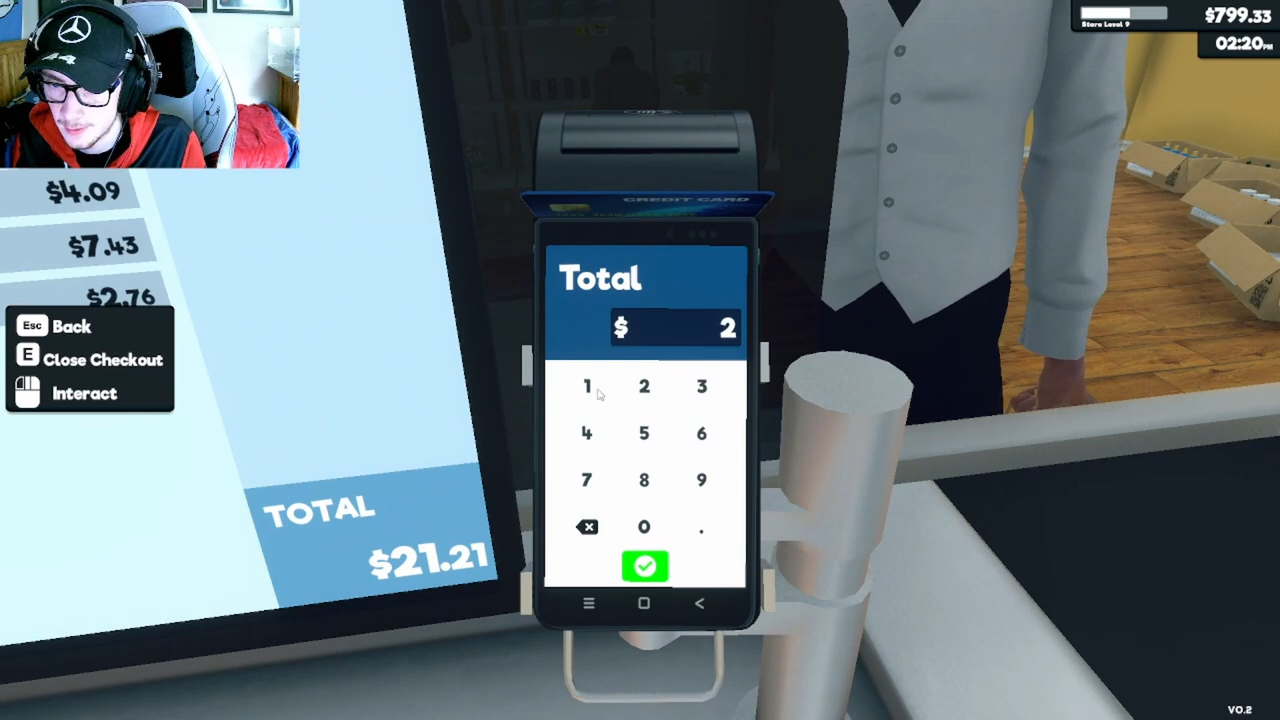 $799.33
Store Level 9
02:20PM
$4.09
$7.43
$2.76
Esc Back
E Close Checkout
Interact
CREDIT CARD
Total
$ 2
1 2 3
4 5 6
7 8 9
0 .
TOTAL
$21.21
V0.2